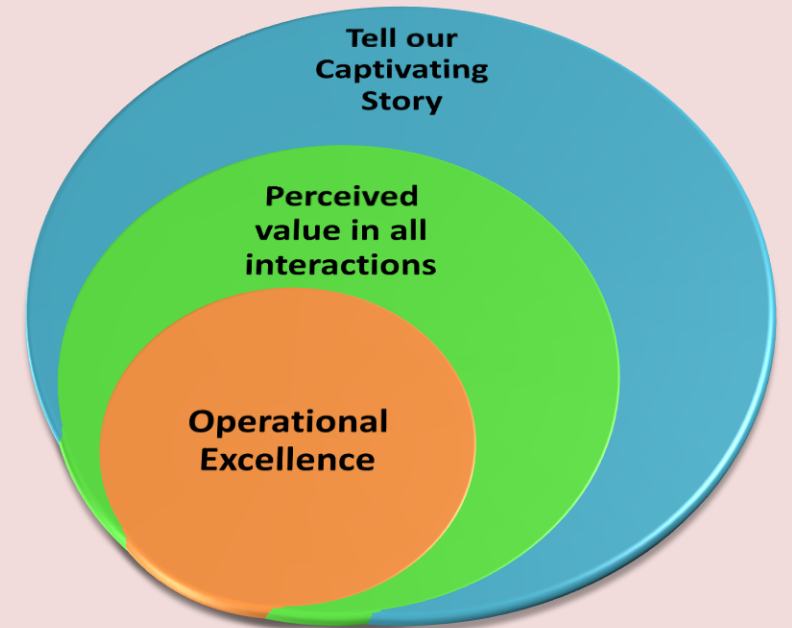 Tell our
Captivating
Story
Perceived
value in all
interactions
Operational
Excellence